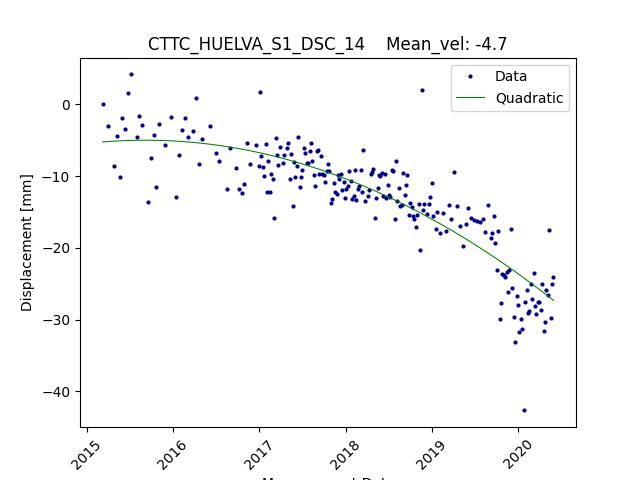 CTTC_HUELVA_S1_DSC_14    Mean_vel: -4.7
Data
Quadratic
Displacement [mm]
0
−10
−20
−30
−40
2015
2016
2017
2018
2019
2020